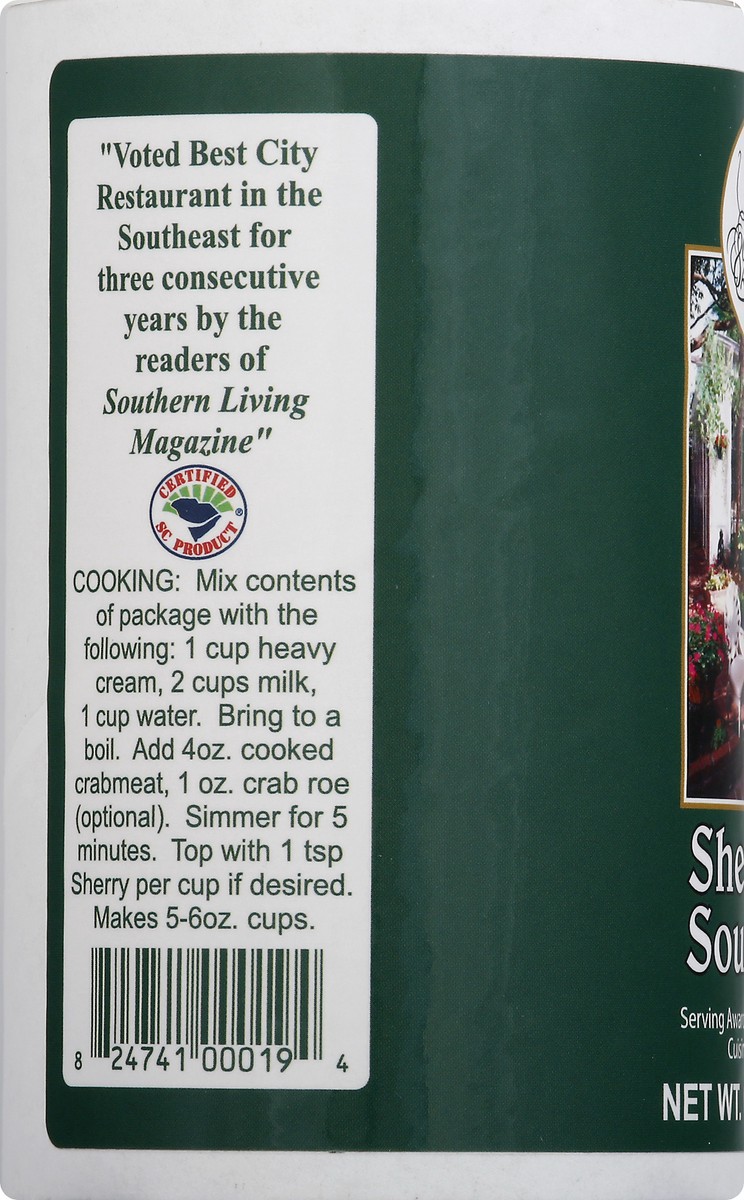 "Voted Best City
Restaurant in the
Southeast for
three consecutive
years by the
readers of
Southern Living
Magazine"
CERTIFIED
SC PRODUCT®
COOKING: Mix contents
of package with the
following: 1 cup heavy
cream, 2 cups milk,
1 cup water. Bring to a
boil. Add 4oz. cooked
crabmeat, 1 oz. crab roe
(optional). Simmer for 5
minutes. Top with 1 tsp
Sherry per cup if desired.
Makes 5-6oz. cups.
8 24741 00019 4
She
Sou
Serving Awar
Cuisi
NET WT.